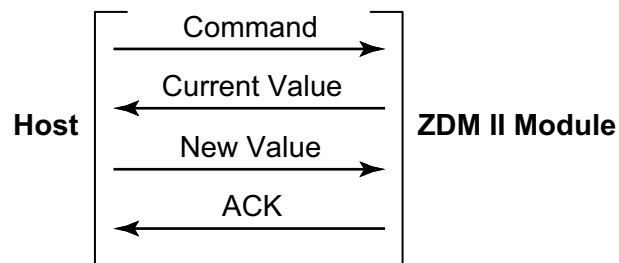 Command
Current Value
Host
ZDM II Module
New Value
ACK